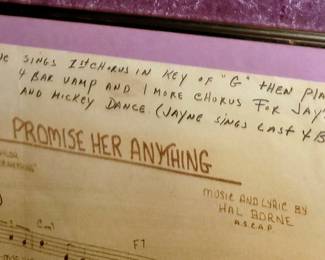 SINGS 1st CHORUS IN KEY OF "G" THEN PLA
4 BAR VAMP AND 1 MORE CHORUS FOR JAY
AND MICKEY DANCE. (JAYNE SINGS LAST 4 B
PROMISE HER ANYTHING
MUSIC AND LYRIC BY
HAL BORNE
A.S.C.A.P.
F7